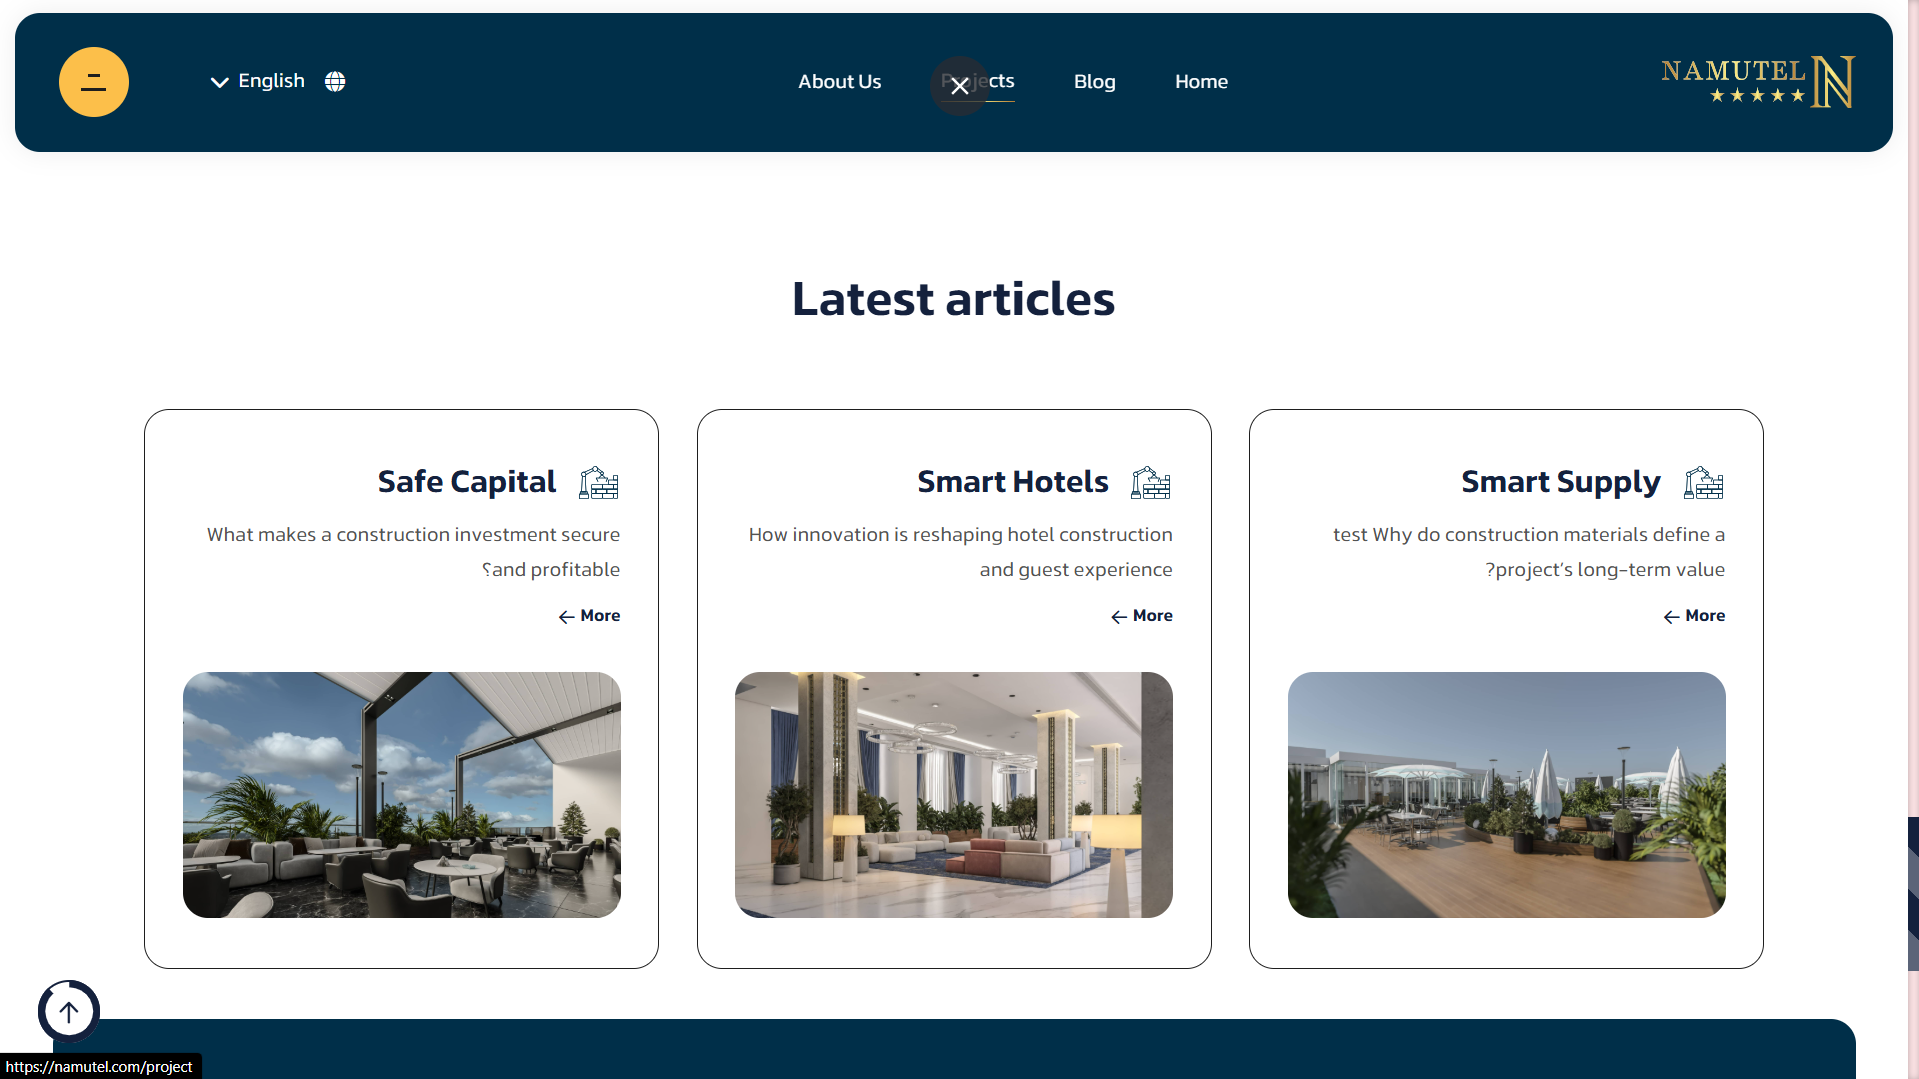 English
About Us
Projects
Blog
Home
NAMUTEL
Latest articles
Safe Capital
What makes a construction investment secure
؟and profitable
← More
Smart Hotels
How innovation is reshaping hotel construction
and guest experience
← More
Smart Supply
test Why do construction materials define a
?project's long-term value
← More
https://namutel.com/project